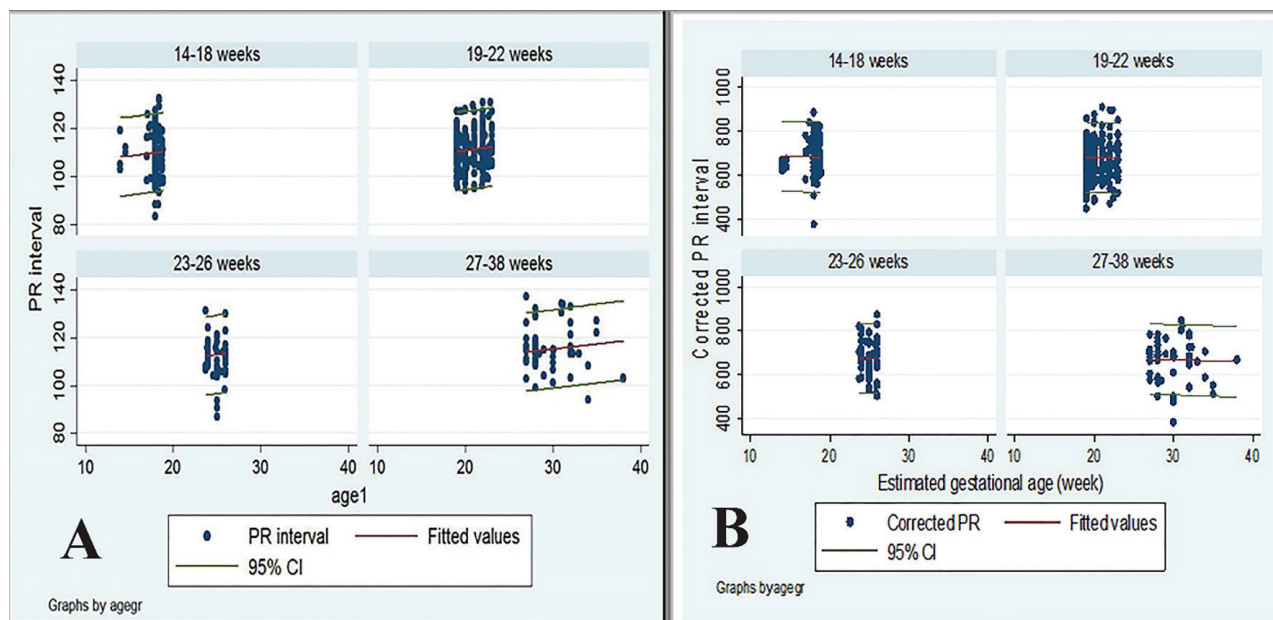 14-18 weeks 19-22 weeks
140
120
100
80
PR interval
23-26 weeks 27-38 weeks
140
120
100
80
10 20 30 40 10 20 30 40
age1
A
PR interval Fitted values
95% CI
Graphs by agegr
14-18 weeks 19-22 weeks
1000
800
600
400
Corrected PR interval
23-26 weeks 27-38 weeks
1000
800
600
400
10 20 30 40 10 20 30 40
Estimated gestational age (week)
B
Corrected PR Fitted values
95% CI
Graphs byagegr